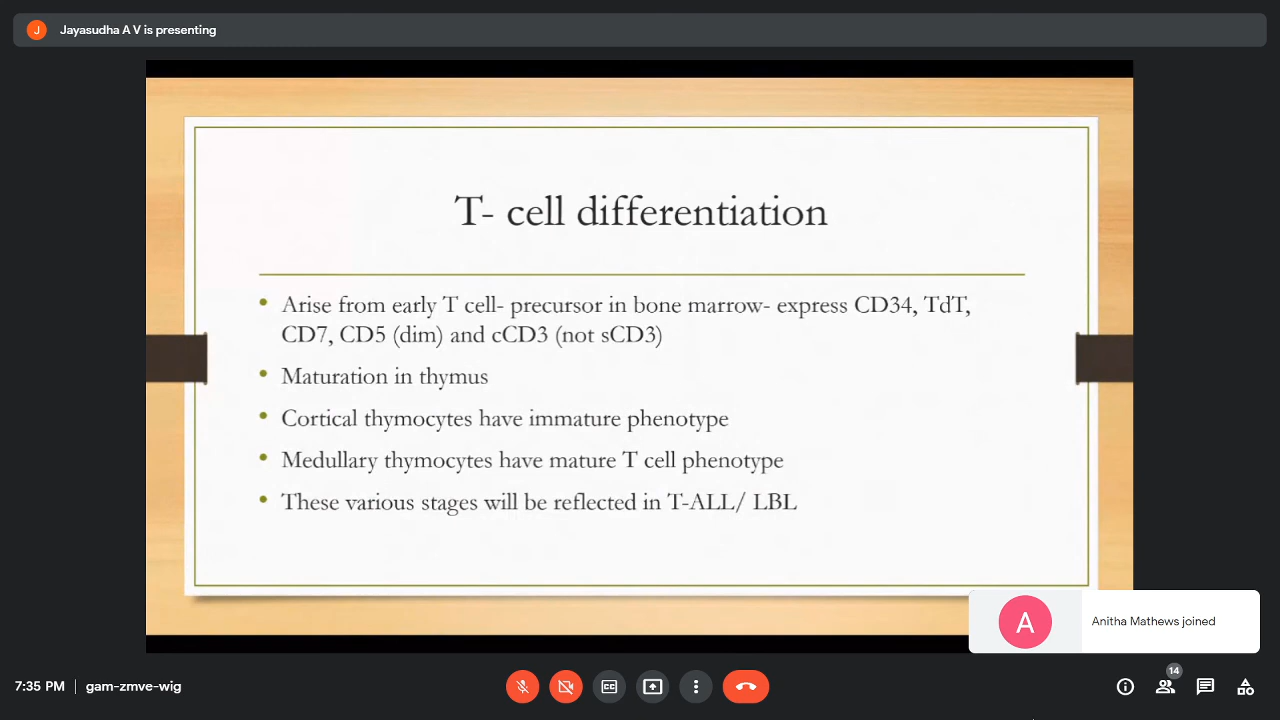 J Jayasudha A V is presenting
T- cell differentiation
• Arise from early T cell- precursor in bone marrow- express CD34, TdT,
CD7, CD5 (dim) and cCD3 (not sCD3)
• Maturation in thymus
• Cortical thymocytes have immature phenotype
• Medullary thymocytes have mature T cell phenotype
• These various stages will be reflected in T-ALL/ LBL
A Anitha Mathews joined
7:35 PM | gam-zmve-wig
CC
14